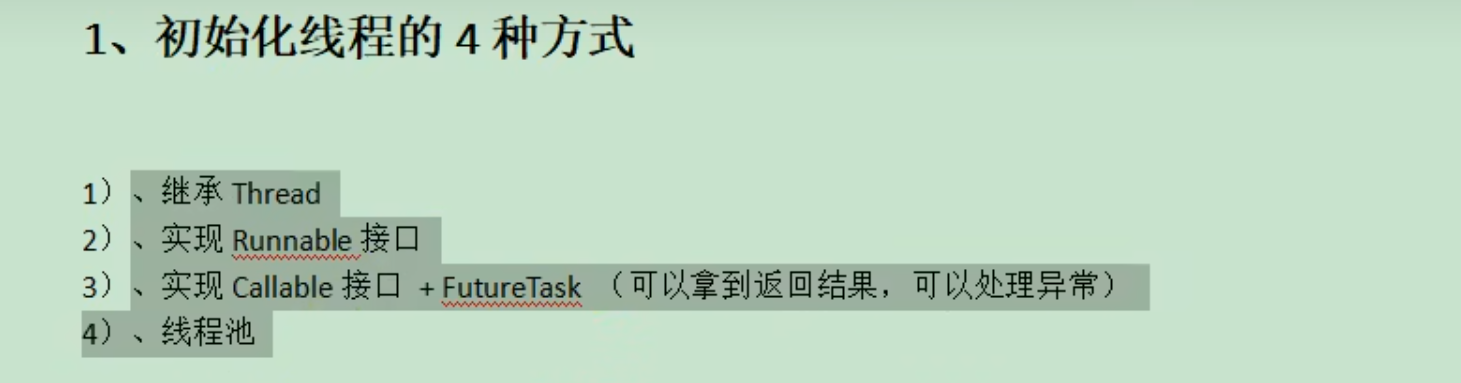 1、初始化线程的 4 种方式
1）、继承 Thread
2）、实现 Runnable 接口
3）、实现 Callable 接口 + FutureTask （可以拿到返回结果，可以处理异常）
4）、线程池